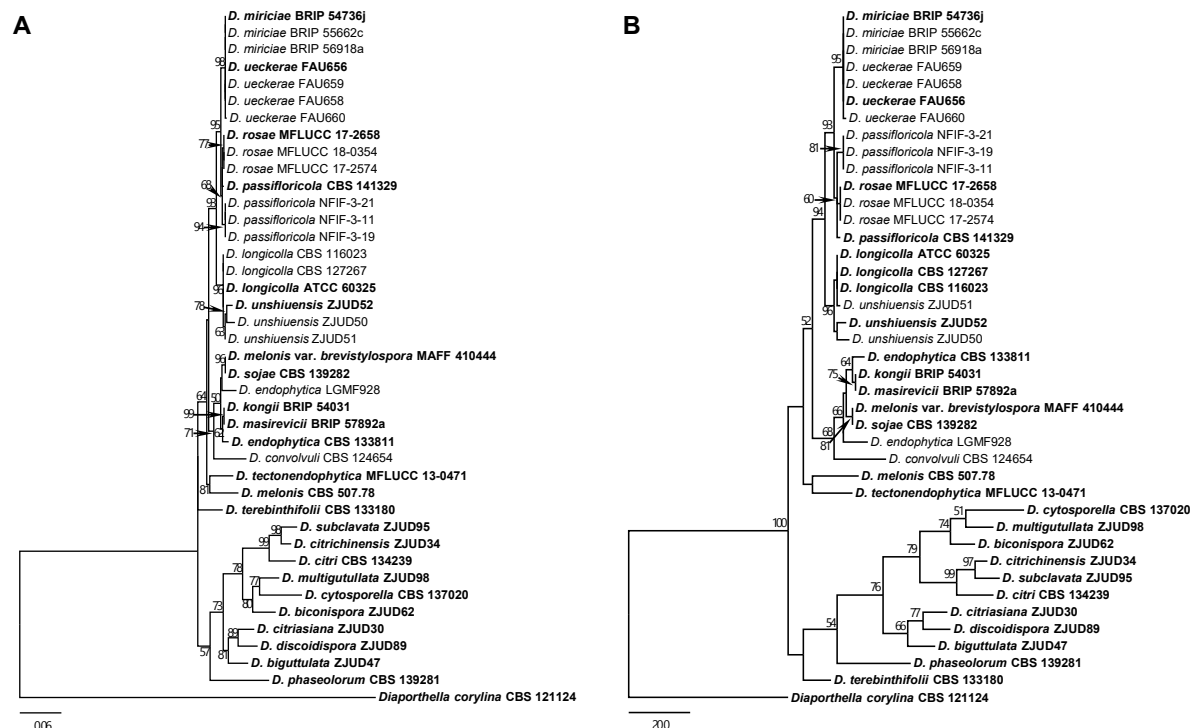 A
D. miriciae BRIP 54736j
D. miriciae BRIP 55662c
D. miriciae BRIP 56918a
98
D. ueckerae FAU656
D. ueckerae FAU659
D. ueckerae FAU658
D. ueckerae FAU660
95
D. rosae MFLUCC 17-2658
77
D. rosae MFLUCC 18-0354
D. rosae MFLUCC 17-2574
68
D. passifloricola CBS 141329
93
D. passifloricola NFIF-3-21
D. passifloricola NFIF-3-11
94
D. passifloricola NFIF-3-19
D. longicolla CBS 116023
D. longicolla CBS 127267
96
D. longicolla ATCC 60325
78
D. unshiuensis ZJUD52
D. unshiuensis ZJUD50
63
D. unshiuensis ZJUD51
96
D. melonis var. brevistylospora MAFF 410444
D. sojae CBS 139282
D. endophytica LGMF928
64
50
D. kongii BRIP 54031
99
D. masirevicii BRIP 57892a
71
62
D. endophytica CBS 133811
D. convolvuli CBS 124654
D. tectonendophytica MFLUCC 13-0471
81
D. melonis CBS 507.78
D. terebinthifolii CBS 133180
98
D. subclavata ZJUD95
99
D. citrichinensis ZJUD34
D. citri CBS 134239
78
77
D. multigutullata ZJUD98
D. cytosporella CBS 137020
80
D. biconispora ZJUD62
73
D. citriasiana ZJUD30
89
D. discoidispora ZJUD89
57
81
D. biguttulata ZJUD47
D. phaseolorum CBS 139281
Diaporthella corylina CBS 121124
0.06
B
D. miriciae BRIP 54736j
D. miriciae BRIP 55662c
D. miriciae BRIP 56918a
95
D. ueckerae FAU659
D. ueckerae FAU658
D. ueckerae FAU656
D. ueckerae FAU660
93
D. passifloricola NFIF-3-21
81
D. passifloricola NFIF-3-19
D. passifloricola NFIF-3-11
60
D. rosae MFLUCC 17-2658
D. rosae MFLUCC 18-0354
94
D. rosae MFLUCC 17-2574
D. passifloricola CBS 141329
D. longicolla ATCC 60325
D. longicolla CBS 127267
D. longicolla CBS 116023
96
D. unshiuensis ZJUD51
52
D. unshiuensis ZJUD52
D. unshiuensis ZJUD50
64
D. endophytica CBS 133811
75
D. kongii BRIP 54031
D. masirevicii BRIP 57892a
66
D. melonis var. brevistylospora MAFF 410444
68
D. sojae CBS 139282
81
D. endophytica LGMF928
D. convolvuli CBS 124654
D. melonis CBS 507.78
D. tectonendophytica MFLUCC 13-0471
51
D. cytosporella CBS 137020
100
74
D. multigutullata ZJUD98
D. biconispora ZJUD62
79
97
D. citrichinensis ZJUD34
99
D. subclavata ZJUD95
76
D. citri CBS 134239
77
D. citriasiana ZJUD30
66
D. discoidispora ZJUD89
54
D. biguttulata ZJUD47
D. phaseolorum CBS 139281
D. terebinthifolii CBS 133180
Diaporthella corylina CBS 121124